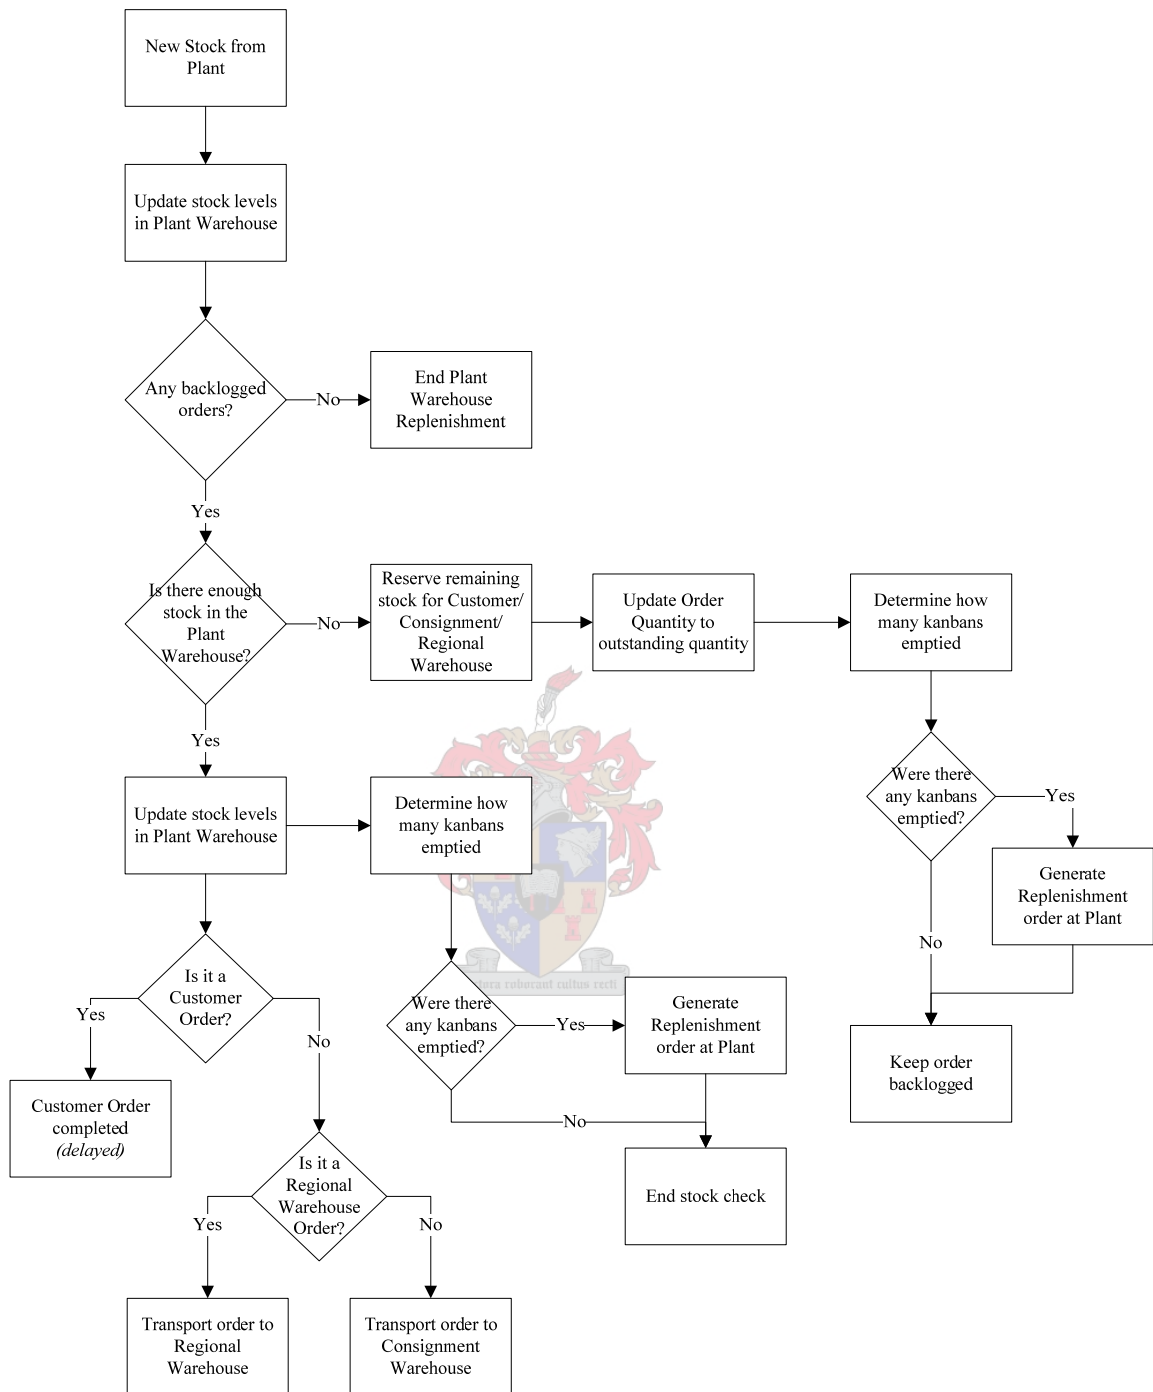 New Stock from
Plant
Update stock levels
in Plant Warehouse
Any backlogged
orders?
No
End Plant
Warehouse
Replenishment
Yes
Is there enough
stock in the
Plant
Warehouse?
No
Reserve remaining
stock for Customer/
Consignment/
Regional
Warehouse
Update Order
Quantity to
outstanding quantity
Determine how
many kanbans
emptied
Yes
Were there
any kanbans
emptied?
Yes
Generate
Replenishment
order at Plant
No
Keep order
backlogged
Update stock levels
in Plant Warehouse
Determine how
many kanbans
emptied
Were there
any kanbans
emptied?
Yes
Generate
Replenishment
order at Plant
No
End stock check
Is it a
Customer
Order?
Yes
No
Customer Order
completed
(delayed)
Is it a
Regional
Warehouse
Order?
Yes
No
Transport order to
Regional
Warehouse
Transport order to
Consignment
Warehouse
roborant cultus recti